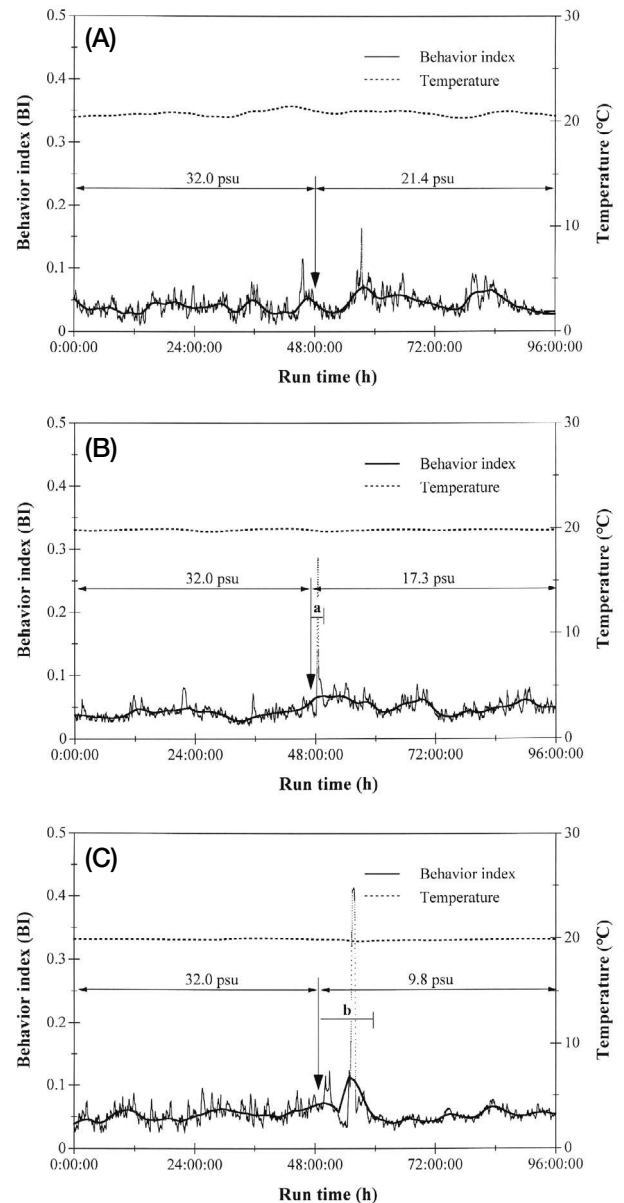 (A)
Behavior index
Temperature
32.0 psu
21.4 psu
Behavior index (BI)
0.5
0.4
0.3
0.2
0.1
0
Temperature (°C)
30
20
10
0
0:00:00 24:00:00 48:00:00 72:00:00 96:00:00
Run time (h)
(B)
Behavior index
Temperature
32.0 psu
17.3 psu
a
Behavior index (BI)
0.5
0.4
0.3
0.2
0.1
0
Temperature (°C)
30
20
10
0
0:00:00 24:00:00 48:00:00 72:00:00 96:00:00
Run time (h)
(C)
Behavior index
Temperature
32.0 psu
9.8 psu
b
Behavior index (BI)
0.5
0.4
0.3
0.2
0.1
0
Temperature (°C)
30
20
10
0
0:00:00 24:00:00 48:00:00 72:00:00 96:00:00
Run time (h)